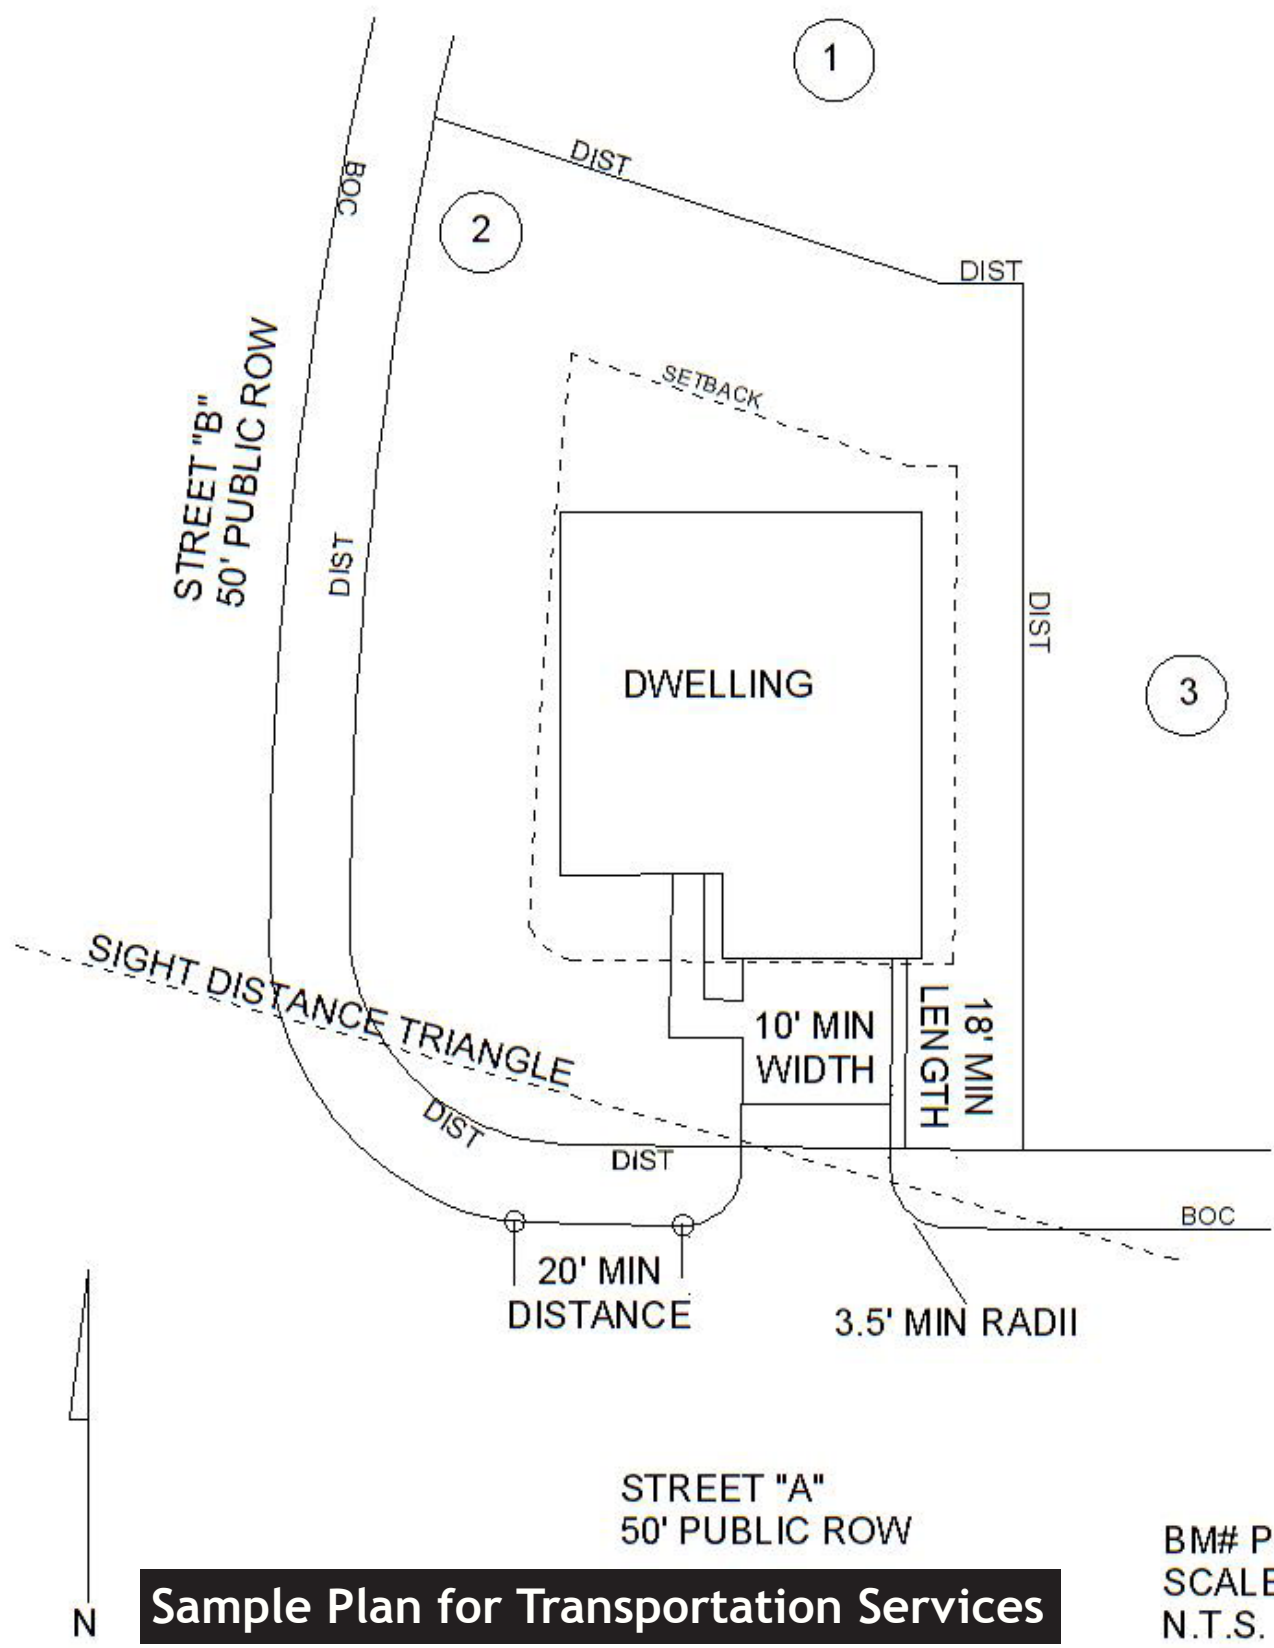 1
DIST
BOC
2
DIST
SETBACK
STREET "B"
50' PUBLIC ROW
DIST
DIST
DWELLING
3
SIGHT DISTANCE TRIANGLE
10' MIN
WIDTH
18' MIN
LENGTH
DIST
DIST
BOC
20' MIN
DISTANCE
3.5' MIN RADII
STREET "A"
50' PUBLIC ROW
BM# P
SCALE
N.T.S.
N
Sample Plan for Transportation Services